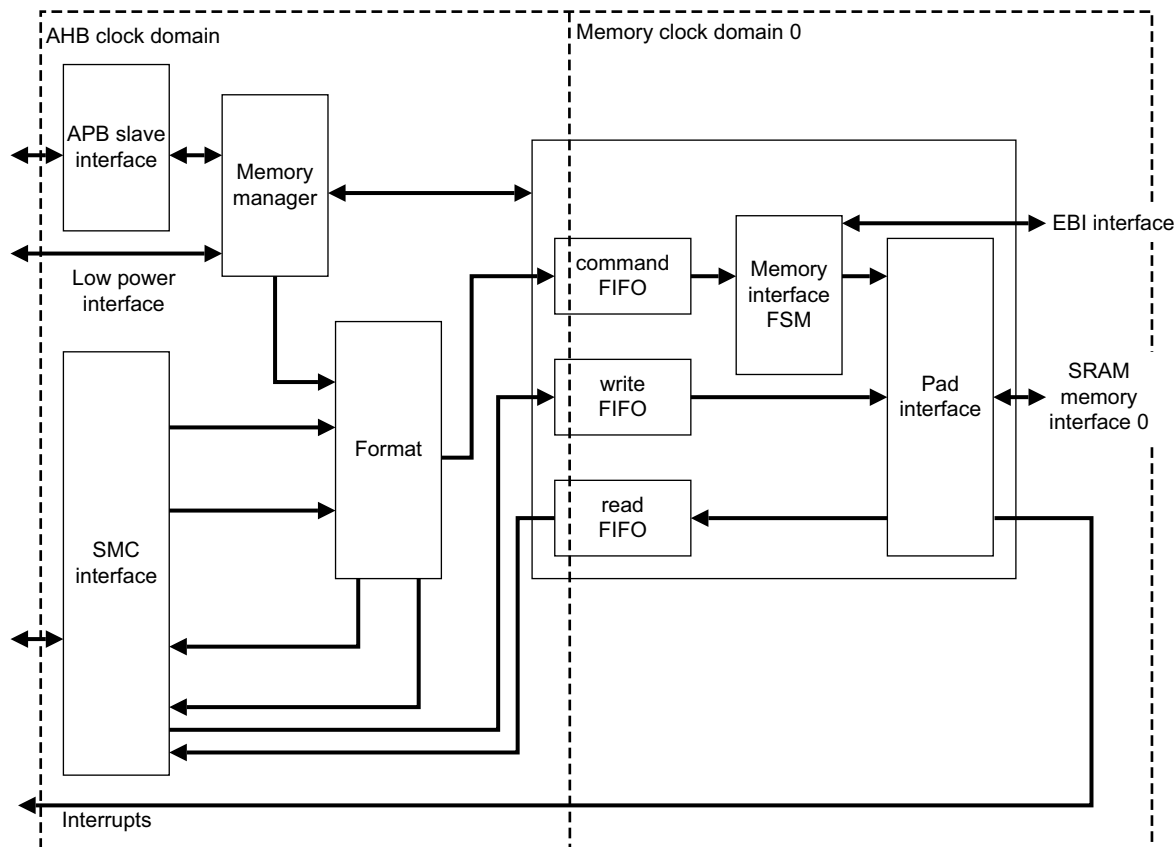 AHB clock domain
Memory clock domain 0
APB slave
interface
Memory
manager
Low power
interface
EBI interface
command
FIFO
Memory
interface
FSM
write
FIFO
Pad
interface
SRAM
memory
interface 0
Format
read
FIFO
SMC
interface
Interrupts